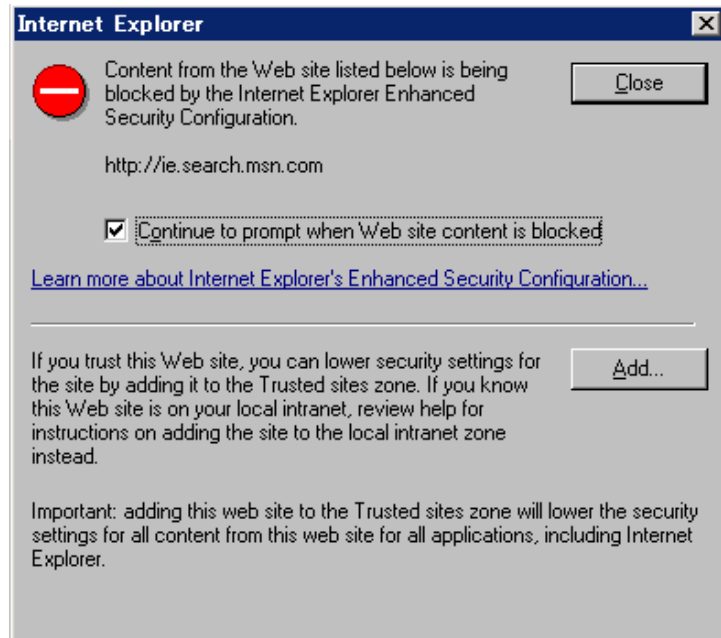 Internet Explorer
Content from the Web site listed below is being
blocked by the Internet Explorer Enhanced
Security Configuration.
Close
http://ie.search.msn.com
Continue to prompt when Web site content is blocked
Learn more about Internet Explorer's Enhanced Security Configuration...
If you trust this Web site, you can lower security settings for
the site by adding it to the Trusted sites zone. If you know
this Web site is on your local intranet, review help for
instructions on adding the site to the local intranet zone
instead.
Add...
Important: adding this web site to the Trusted sites zone will lower the security
settings for all content from this web site for all applications, including Internet
Explorer.